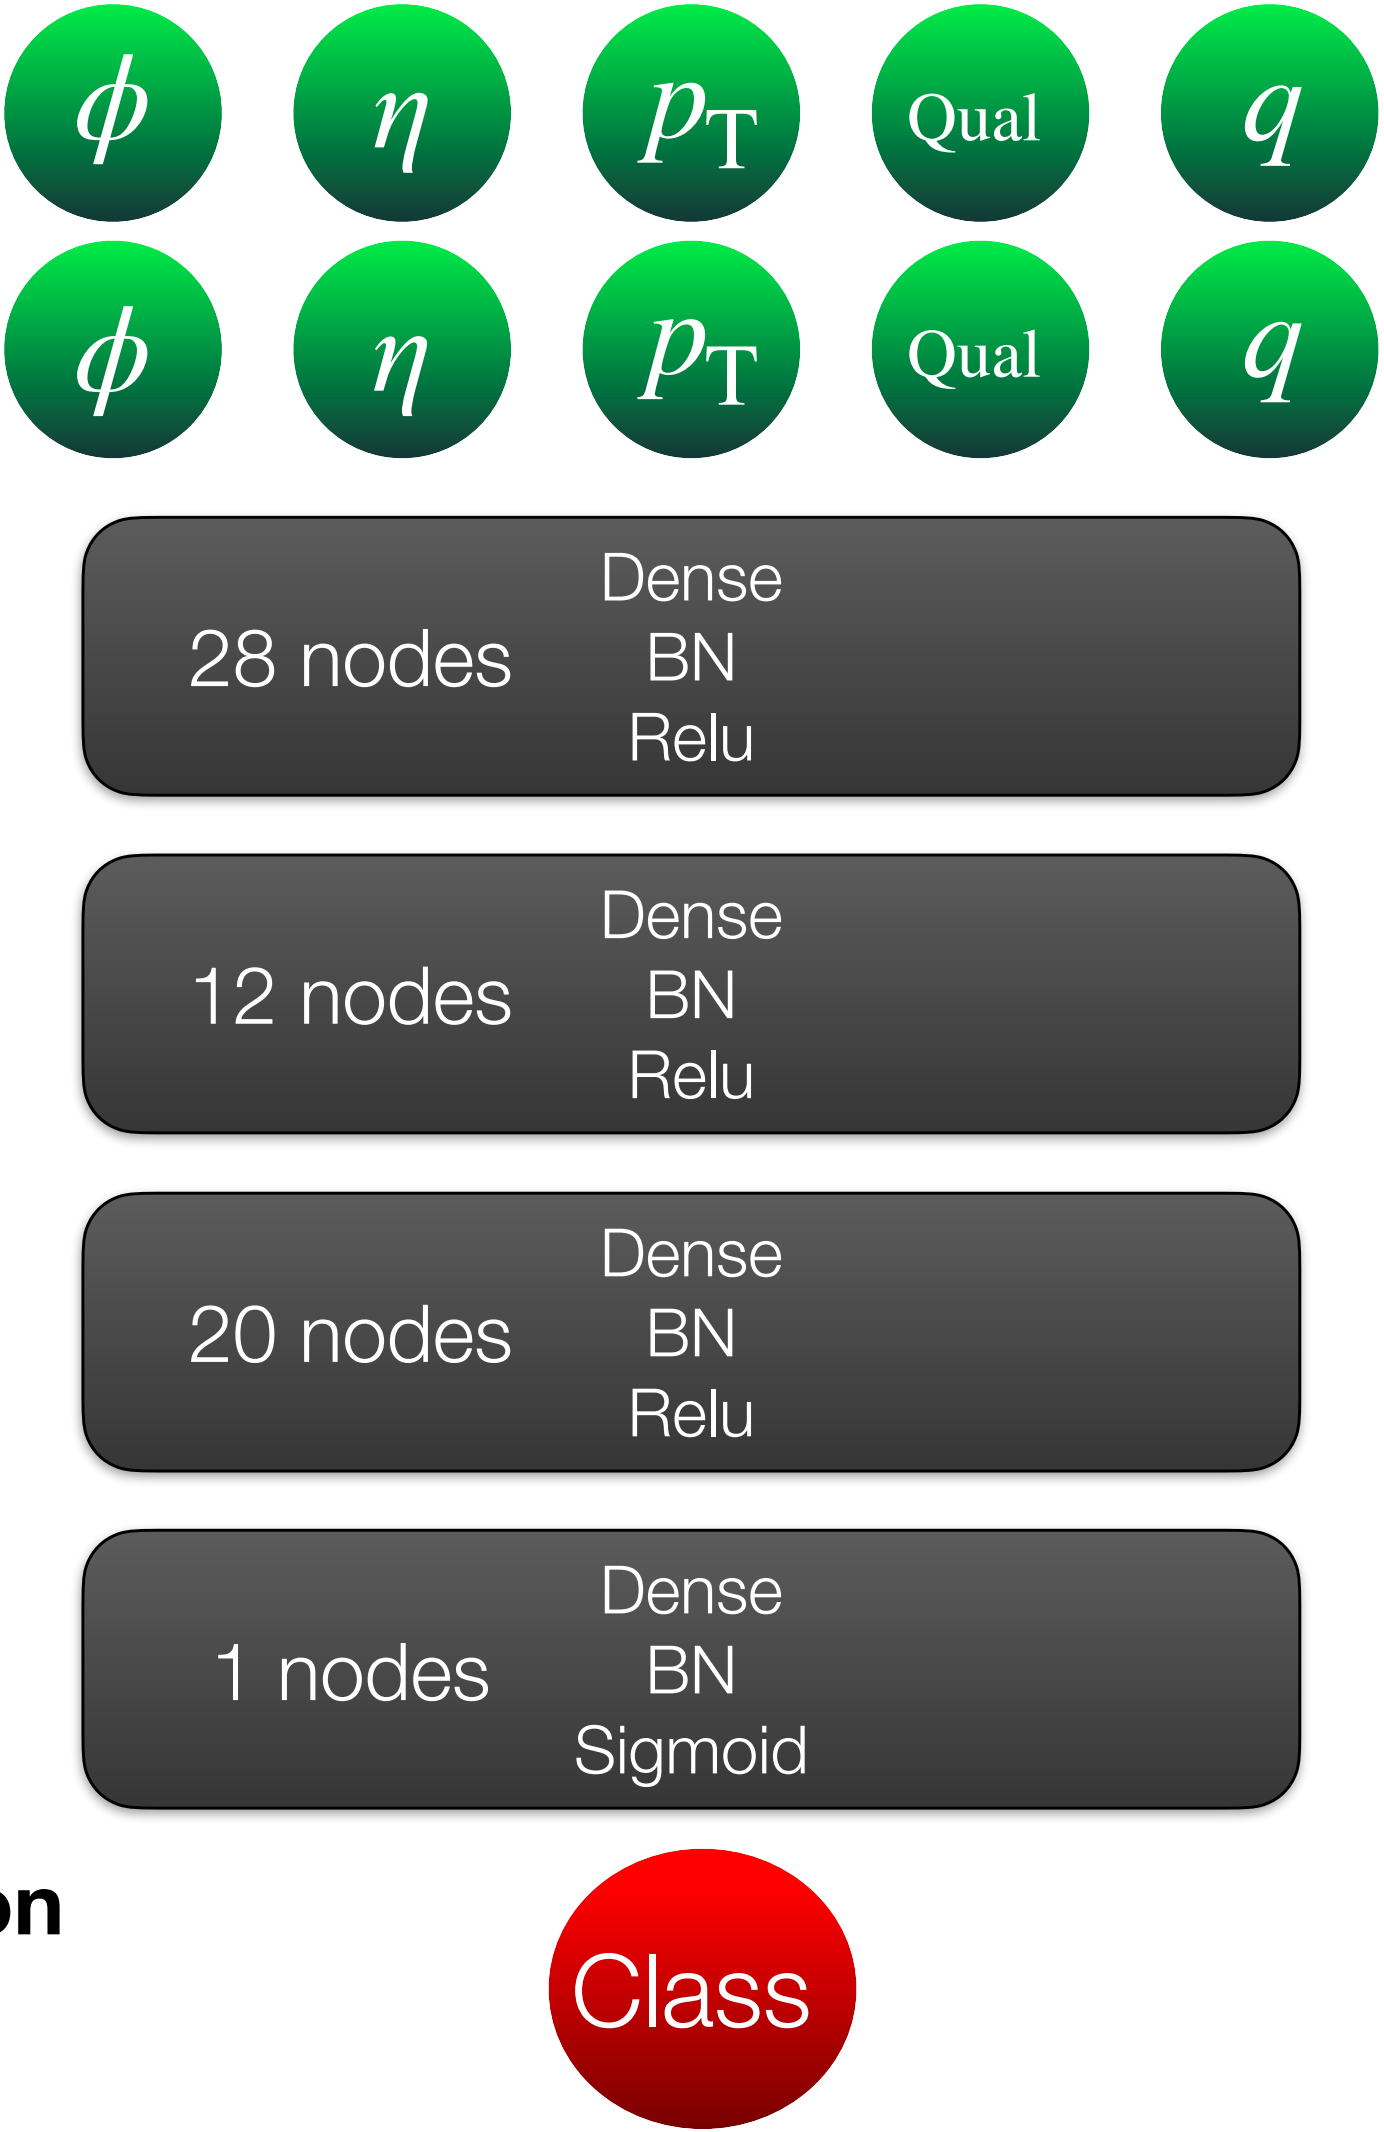 ϕ η pT Qual q
ϕ η pT Qual q
Dense
28 nodes BN
Relu
Dense
12 nodes BN
Relu
Dense
20 nodes BN
Relu
Dense
1 nodes BN
Sigmoid
on
Class